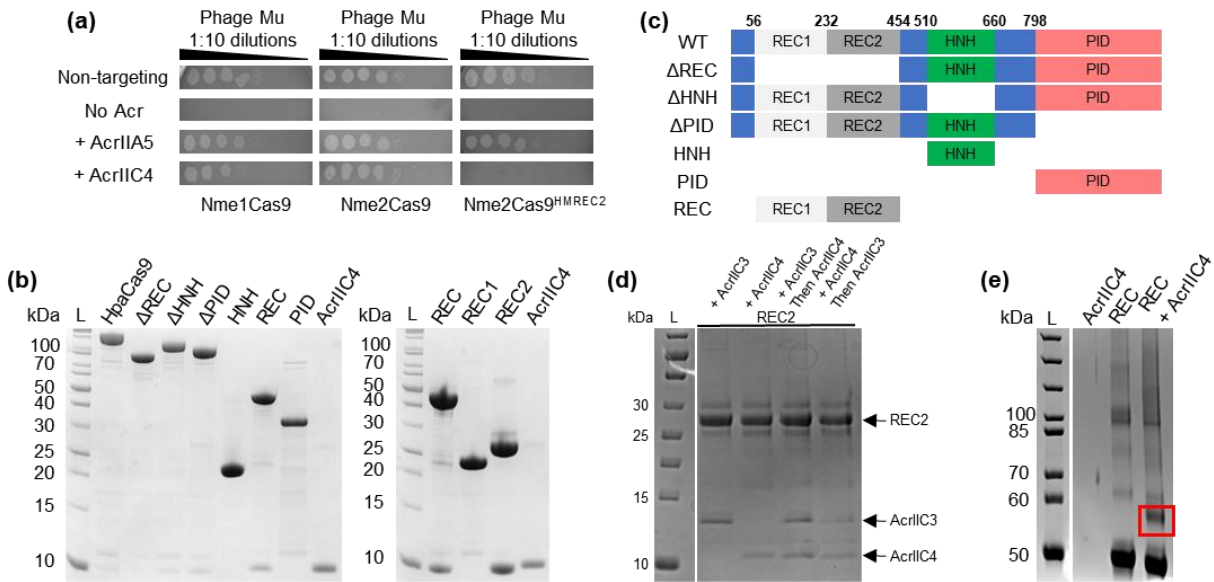 (a)
Phage Mu
1:10 dilutions
Phage Mu
1:10 dilutions
Phage Mu
1:10 dilutions
Non-targeting
No Acr
+ AcrIIA5
+ AcrIIC4
Nme1Cas9
Nme2Cas9
Nme2Cas9HMREC2
(c)
56 232 454 510 660 798
WT REC1 REC2 HNH PID
ΔREC HNH PID
ΔHNH REC1 REC2 PID
ΔPID REC1 REC2 HNH
HNH HNH
PID PID
REC REC1 REC2
(b)
kDa L HpaCas9 ΔREC ΔHNH ΔPID HNH REC PID AcrIIC4
100
70
50
40
30
25
20
15
10
kDa L REC REC1 REC2 AcrIIC4
100
70
50
40
30
25
20
15
10
(d)
+ AcrIIC3
+ AcrIIC4
+ AcrIIC3
Then AcrIIC4
+ AcrIIC4
Then AcrIIC3
kDa L REC2
30
25
15
10
REC2
AcrIIC3
AcrIIC4
(e)
kDa L AcrIIC4 REC REC
+ AcrIIC4
100
85
70
60
50